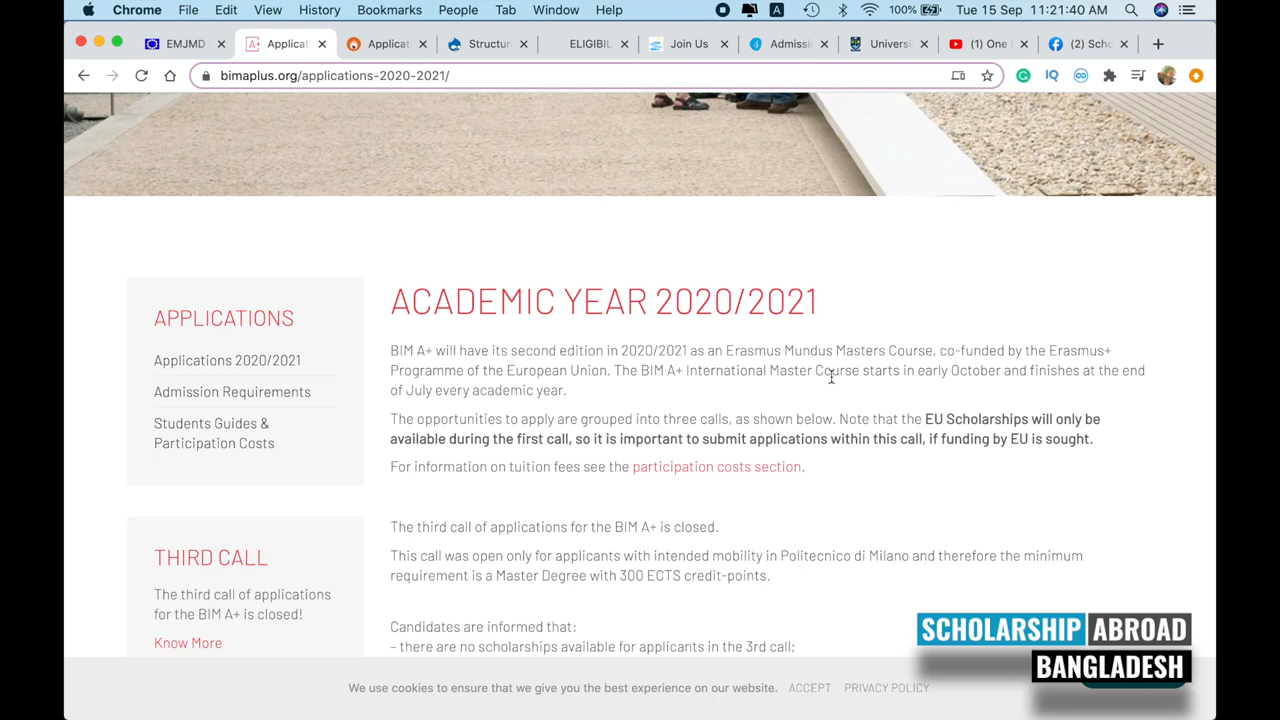 Chrome File Edit View History Bookmarks People Tab Window Help A 100% Tue 15 Sep 11:21:40 AM
EMJMD A+ Applicat Applicat Structur ELIGIBIL Join Us Admissi Universi (1) One (2) Scho
bimaplus.org/applications-2020-2021/ IQ
APPLICATIONS
Applications 2020/2021
Admission Requirements
Students Guides &
Participation Costs
THIRD CALL
The third call of applications
for the BIM A+ is closed!
Know More
ACADEMIC YEAR 2020/2021
BIM A+ will have its second edition in 2020/2021 as an Erasmus Mundus Masters Course, co-funded by the Erasmus+
Programme of the European Union. The BIM A+ International Master Course starts in early October and finishes at the end
of July every academic year.
The opportunities to apply are grouped into three calls, as shown below. Note that the EU Scholarships will only be
available during the first call, so it is important to submit applications within this call, if funding by EU is sought.
For information on tuition fees see the participation costs section.
The third call of applications for the BIM A+ is closed.
This call was open only for applicants with intended mobility in Politecnico di Milano and therefore the minimum
requirement is a Master Degree with 300 ECTS credit-points.
Candidates are informed that:
– there are no scholarships available for applicants in the 3rd call;
We use cookies to ensure that we give you the best experience on our website. ACCEPT PRIVACY POLICY
SCHOLARSHIP ABROAD
BANGLADESH